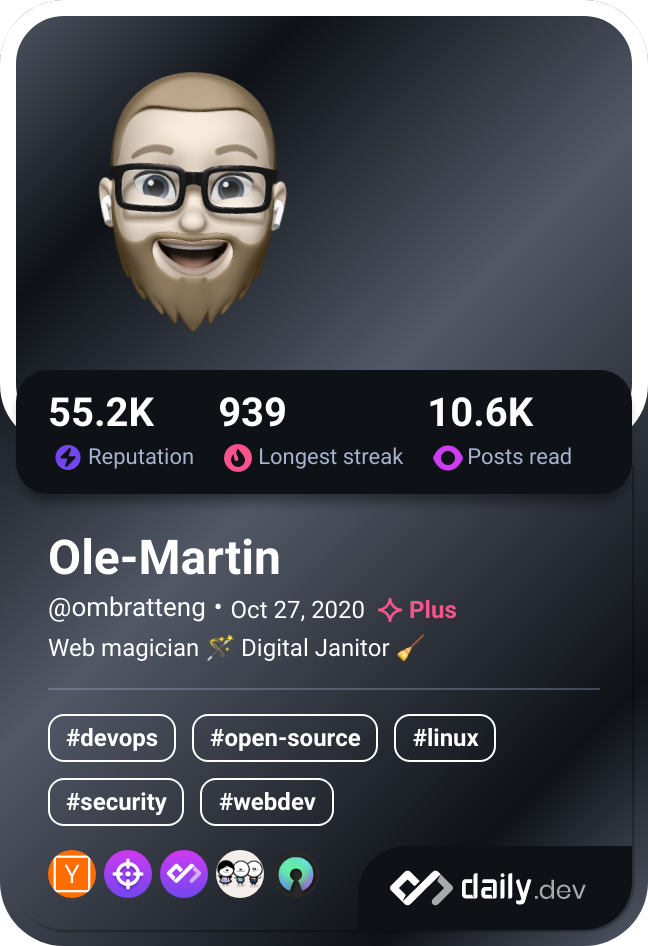 55.2K 939 10.6K
Reputation Longest streak Posts read
Ole-Martin
@ombratteng • Oct 27, 2020 Plus
Web magician 🪄 Digital Janitor 🧹
#devops #open-source #linux
#security #webdev
Y
daily.dev